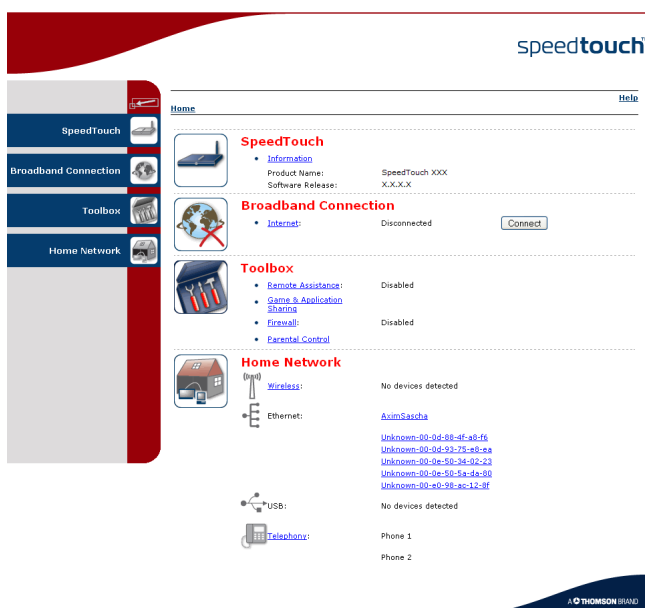 speedtouch™
Help
Home
SpeedTouch
Broadband Connection
Toolbox
Home Network
SpeedTouch
Information
Product Name: SpeedTouch XXX
Software Release: X.X.X.X
Broadband Connection
Internet: Disconnected Connect
Toolbox
Remote Assistance: Disabled
Game & Application
Sharing
Firewall: Disabled
Parental Control
Home Network
Wireless: No devices detected
Ethernet: AximSascha
Unknown-00-0d-88-4f-a8-f6
Unknown-00-0d-93-75-e8-ea
Unknown-00-0e-50-34-02-23
Unknown-00-0e-50-5a-da-80
Unknown-00-e0-98-ac-12-8f
USB: No devices detected
Telephony: Phone 1
Phone 2
A THOMSON BRAND